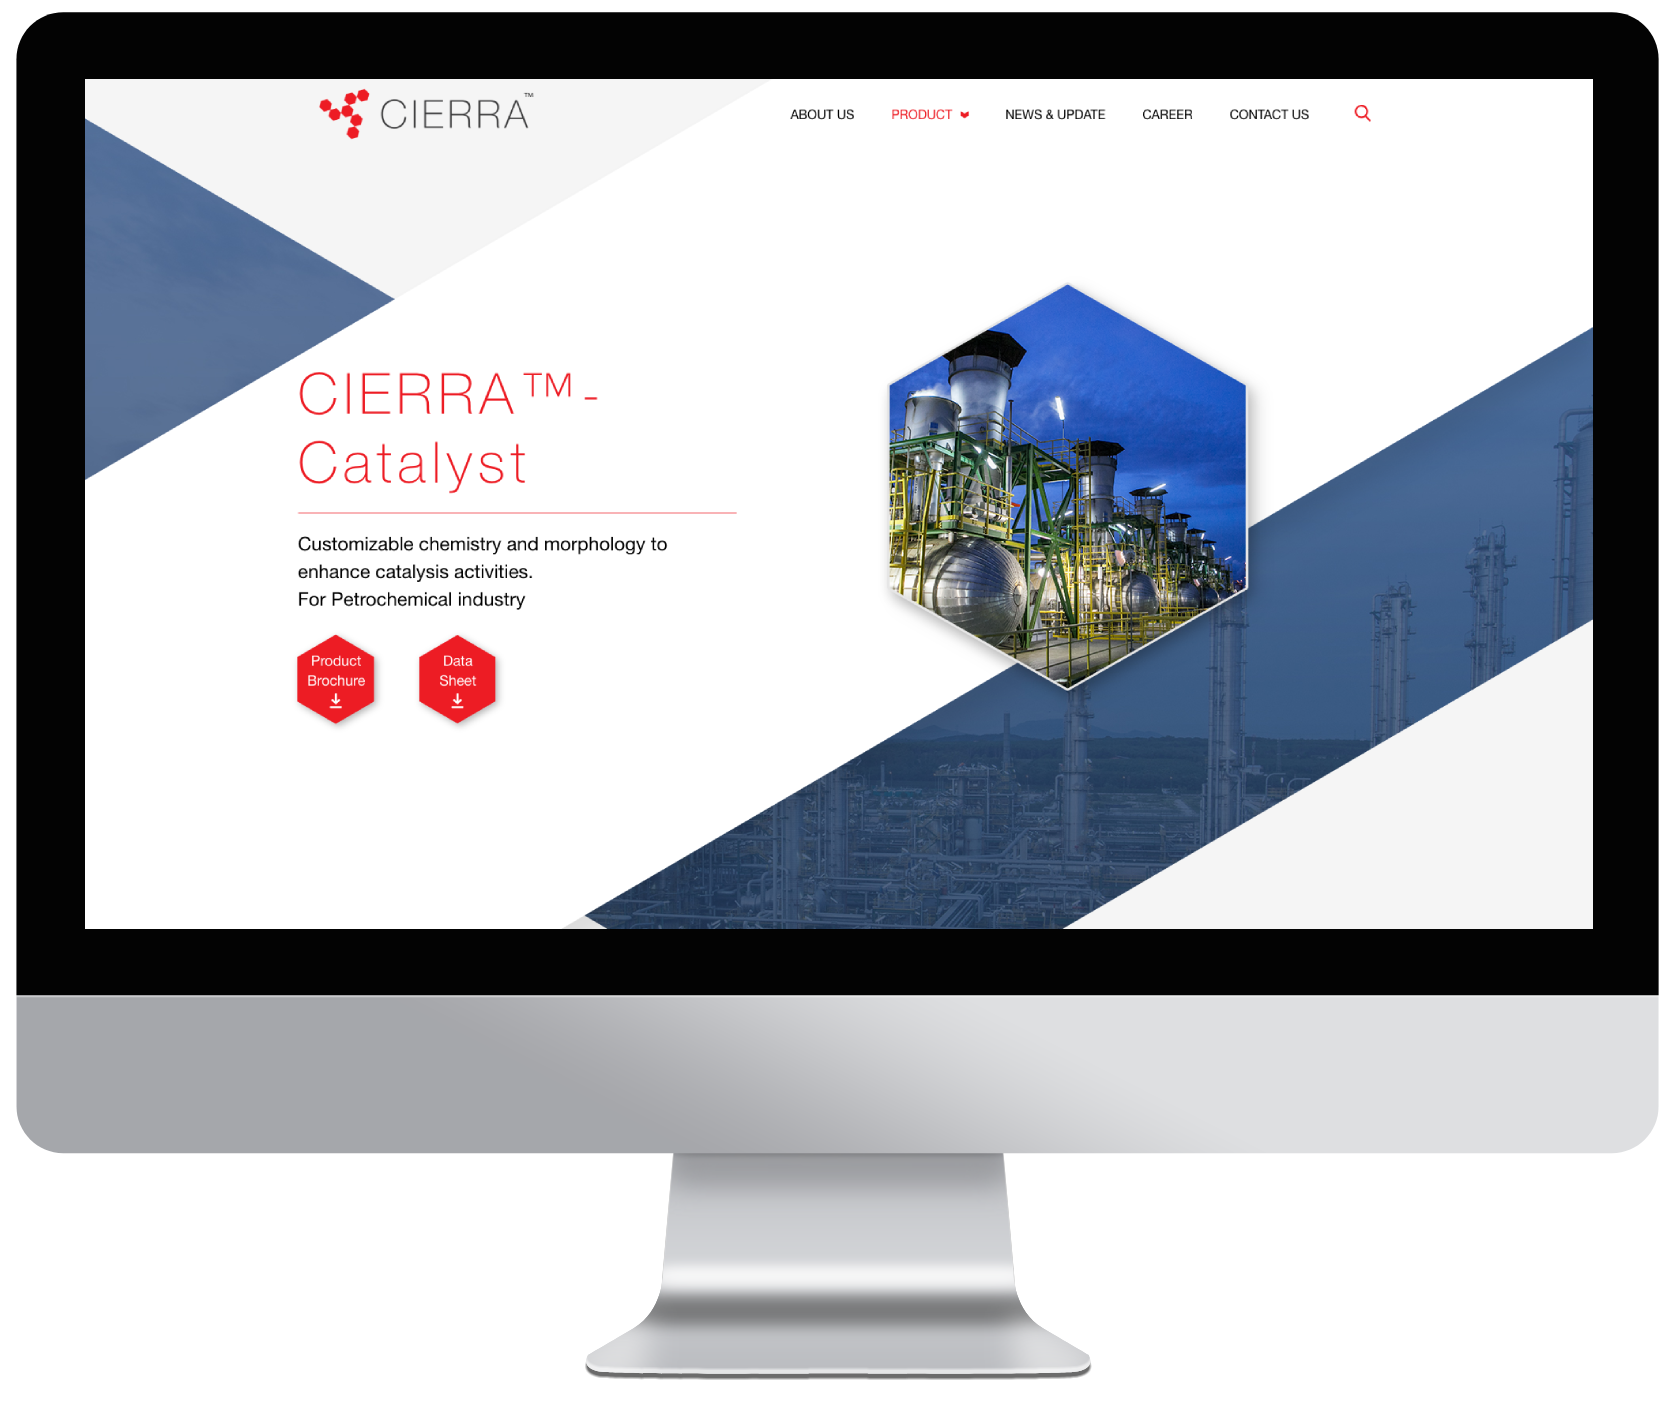 CIERRA™
ABOUT US PRODUCT NEWS & UPDATE CAREER CONTACT US
CIERRA™-
Catalyst
Customizable chemistry and morphology to
enhance catalysis activities.
For Petrochemical industry
Product
Brochure
Data
Sheet